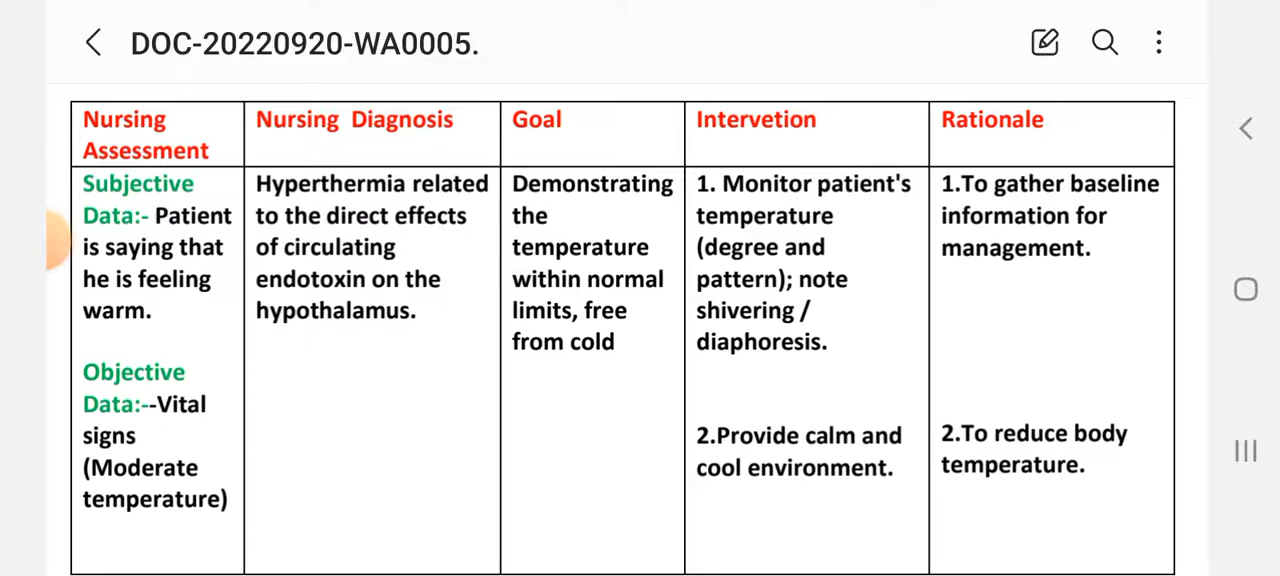 DOC-20220920-WA0005.
Nursing Assessment
Nursing  Diagnosis
Goal
Intervetion
Rationale
Subjective
Data:- Patient
is saying that
he is feeling
warm.
Objective
Data:--Vital
signs
(Moderate
temperature)
Hyperthermia related
to the direct effects
of circulating
endotoxin on the
hypothalamus.
Demonstrating
the
temperature
within normal
limits, free
from cold
1. Monitor patient's
temperature
(degree and
pattern); note
shivering /
diaphoresis.
2.Provide calm and
cool environment.
1.To gather baseline
information for
management.
2.To reduce body
temperature.